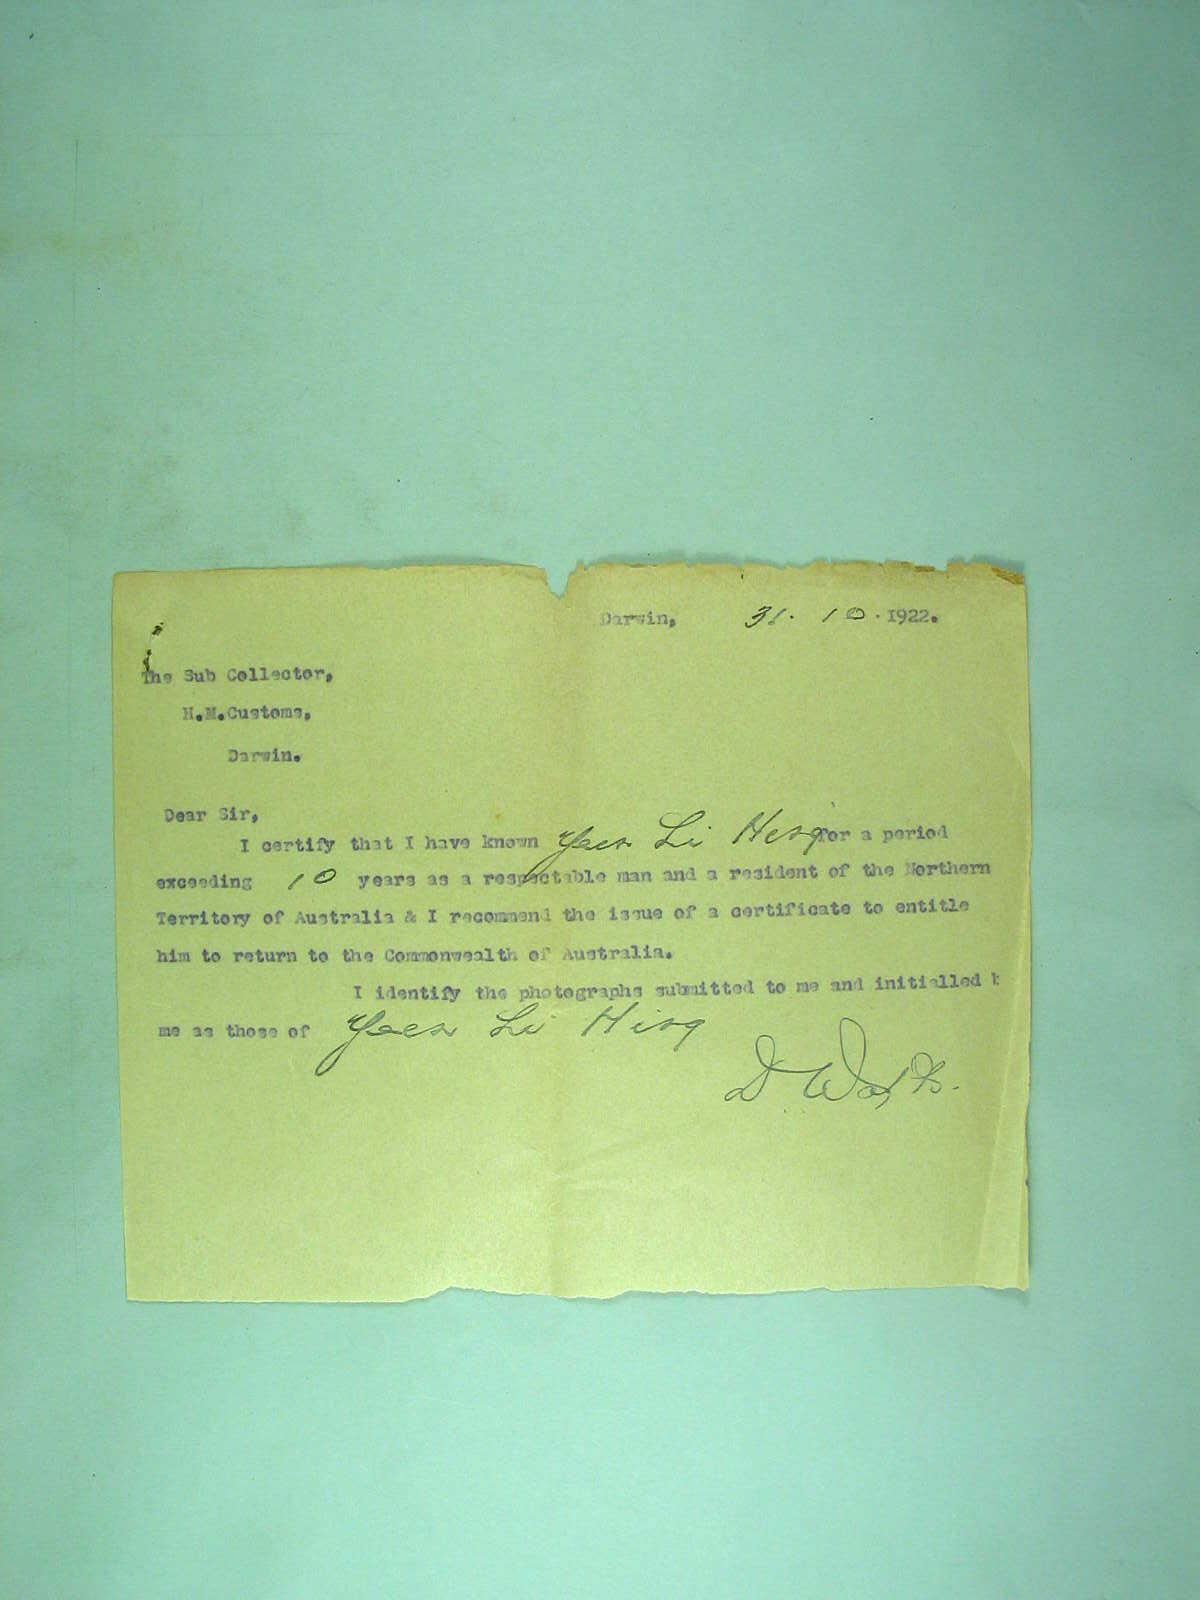 Darwin, 31. 10. 1922.
The Sub Collector,
H.M.Customs,
Darwin.
Dear Sir,
I certify that I have known Yeen Li Hing for a period
exceeding 10 years as a respectable man and a resident of the Northern
Territory of Australia & I recommend the issue of a certificate to entitle
him to return to the Commonwealth of Australia.
I identify the photographs submitted to me and initialled b
me as those of Yeen Li Hing
D